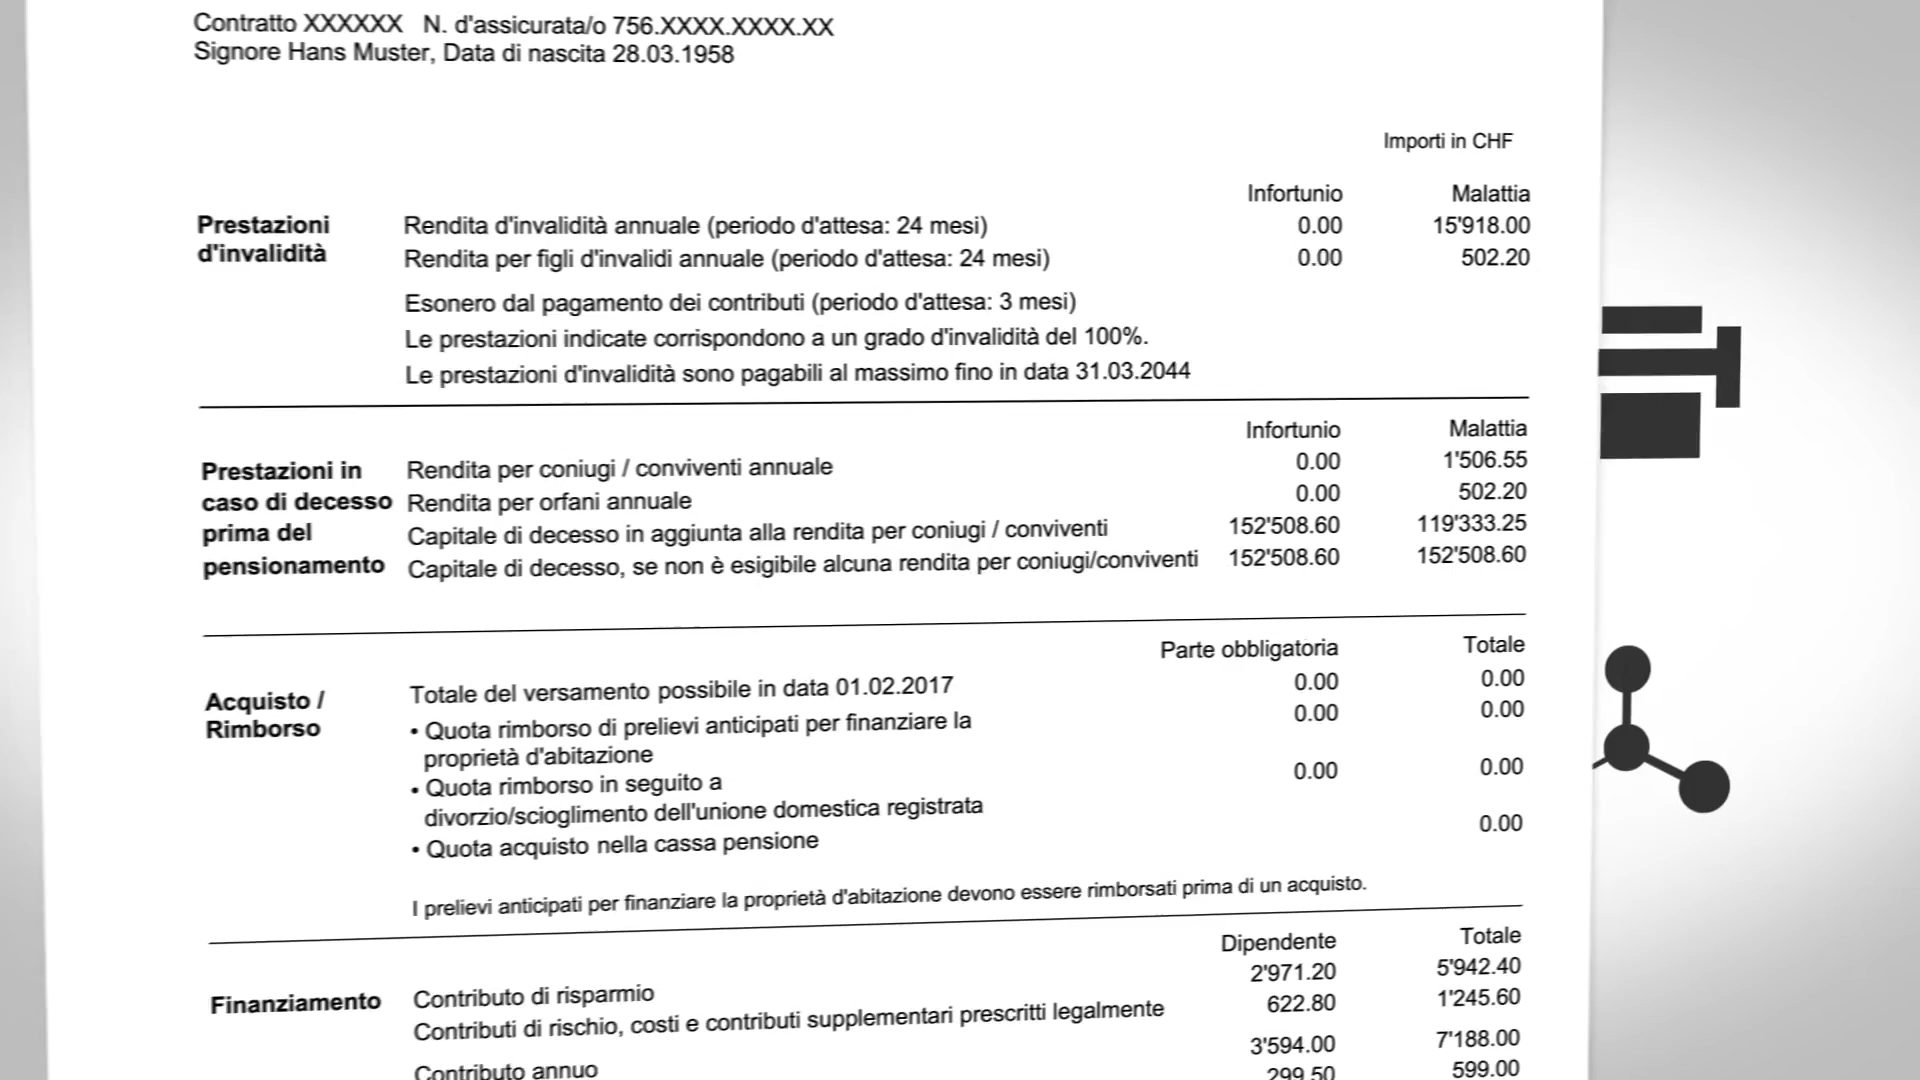 Contratto XXXXXX N. d'assicurata/o 756.XXXX.XXXX.XX
Signore Hans Muster, Data di nascita 28.03.1958
Importi in CHF
Infortunio Malattia
Prestazioni d'invalidità
Rendita d'invalidità annuale (periodo d'attesa: 24 mesi) 0.00 15'918.00
Rendita per figli d'invalidi annuale (periodo d'attesa: 24 mesi) 0.00 502.20
Esonero dal pagamento dei contributi (periodo d'attesa: 3 mesi)
Le prestazioni indicate corrispondono a un grado d'invalidità del 100%.
Le prestazioni d'invalidità sono pagabili al massimo fino in data 31.03.2044
Infortunio Malattia
Prestazioni in caso di decesso prima del pensionamento
Rendita per coniugi / conviventi annuale 0.00 1'506.55
Rendita per orfani annuale 0.00 502.20
Capitale di decesso in aggiunta alla rendita per coniugi / conviventi 152'508.60 119'333.25
Capitale di decesso, se non è esigibile alcuna rendita per coniugi/conviventi 152'508.60 152'508.60
Parte obbligatoria Totale
Acquisto / Rimborso
Totale del versamento possibile in data 01.02.2017 0.00 0.00
• Quota rimborso di prelievi anticipati per finanziare la 0.00 0.00
proprietà d'abitazione
• Quota rimborso in seguito a 0.00 0.00
divorzio/scioglimento dell'unione domestica registrata
• Quota acquisto nella cassa pensione 0.00
I prelievi anticipati per finanziare la proprietà d'abitazione devono essere rimborsati prima di un acquisto.
Dipendente Totale
Finanziamento
Contributo di risparmio 2'971.20 5'942.40
Contributi di rischio, costi e contributi supplementari prescritti legalmente 622.80 1'245.60
Contributo annuo 3'594.00 7'188.00
299.50 599.00